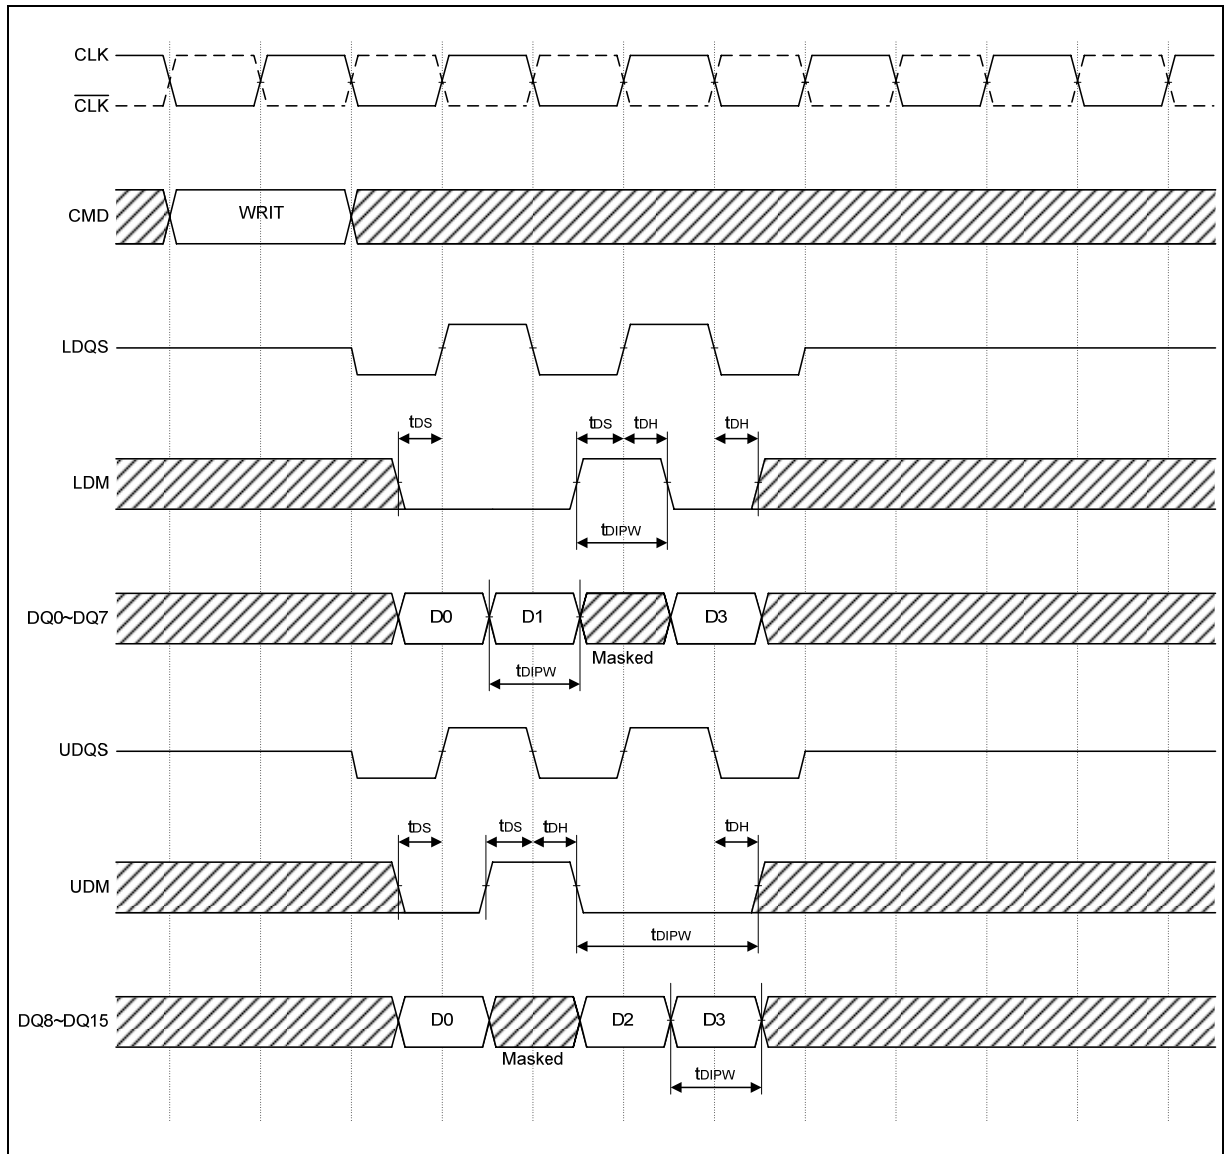 CLK
CLK
CMD
WRIT
LDQS
tDS
tDS
tDH
tDH
LDM
tDIPW
DQ0~DQ7
D0
D1
D3
Masked
tDIPW
UDQS
tDS
tDS
tDH
tDH
UDM
tDIPW
DQ8~DQ15
D0
D2
D3
Masked
tDIPW